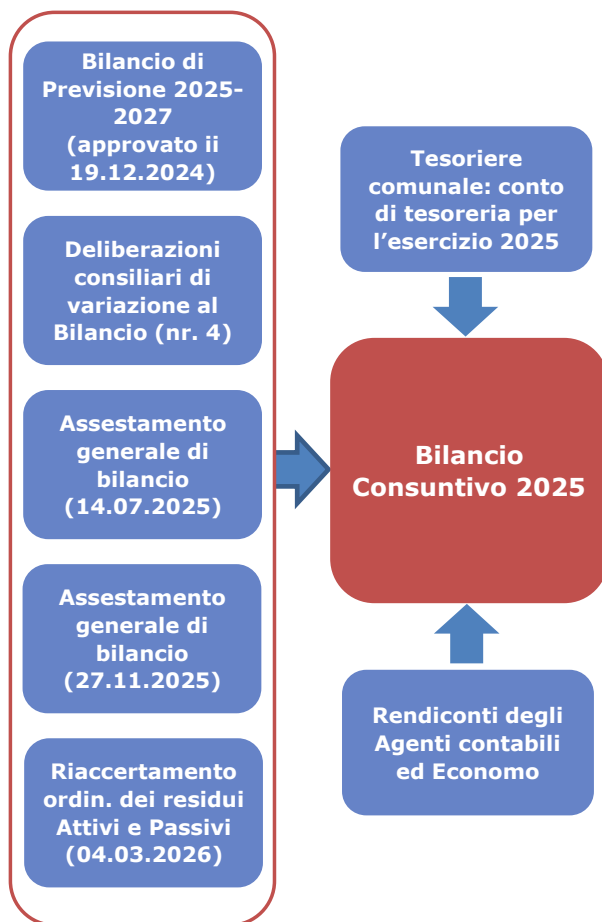 Bilancio di
Previsione 2025-
2027
(approvato ii
19.12.2024)
Deliberazioni
consiliari di
variazione al
Bilancio (nr. 4)
Assestamento
generale di
bilancio
(14.07.2025)
Assestamento
generale di
bilancio
(27.11.2025)
Riaccertamento
ordin. dei residui
Attivi e Passivi
(04.03.2026)
Tesoriere
comunale: conto
di tesoreria per
l’esercizio 2025
Bilancio
Consuntivo 2025
Rendiconti degli
Agenti contabili
ed Economo